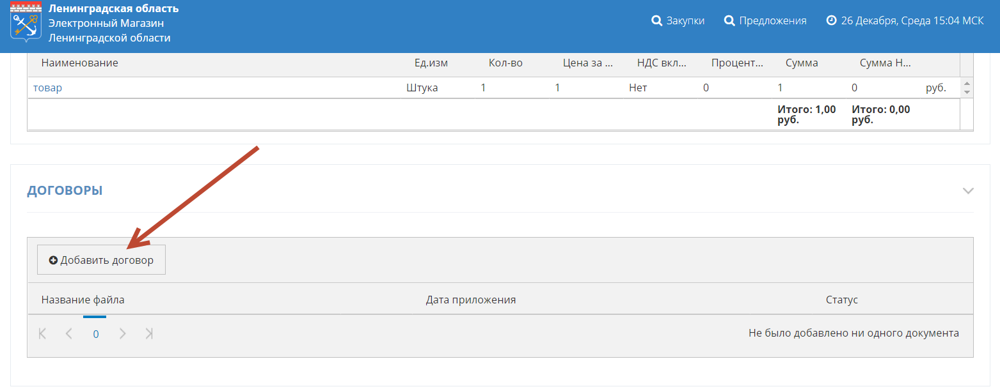 Ленинградская область
Электронный Магазин
Ленинградской области
Закупки Предложения 26 Декабря, Среда 15:04 МСК
Наименование Ед.изм Кол-во Цена за ... НДС вкл... Процент... Сумма Сумма Н...
товар Штука 1 1 Нет 0 1 0 руб.
Итого: 1,00 руб. Итого: 0,00 руб.
ДОГОВОРЫ
Добавить договор
Название файла Дата приложения Статус
0 Не было добавлено ни одного документа